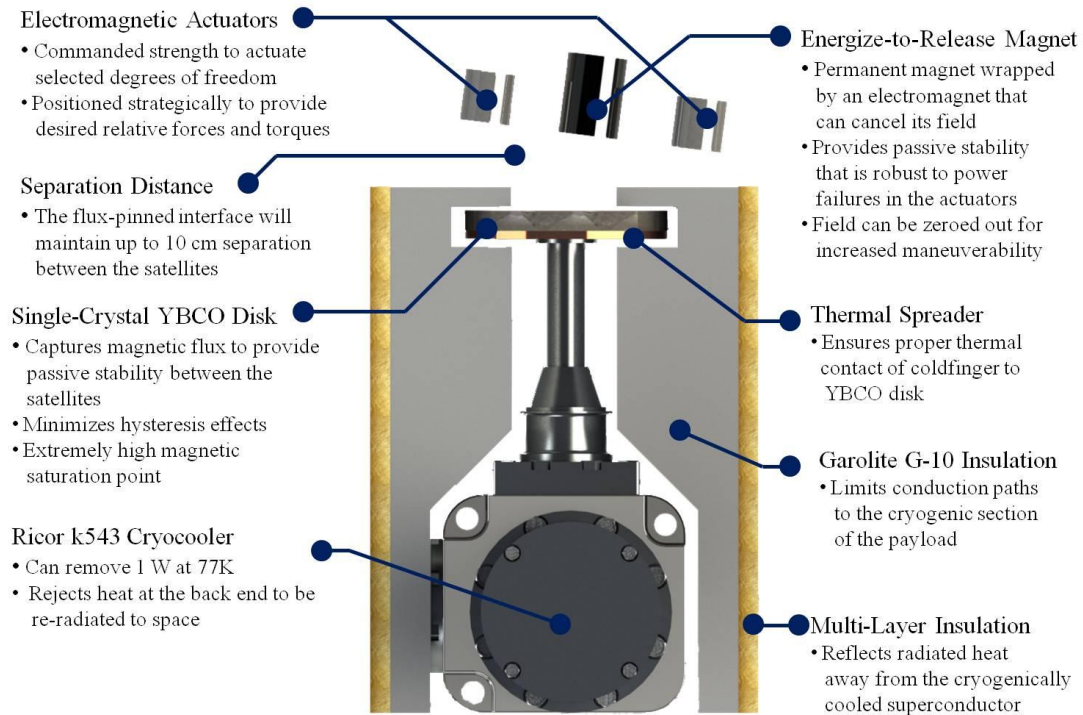 Electromagnetic Actuators
• Commanded strength to actuate
selected degrees of freedom
• Positioned strategically to provide
desired relative forces and torques
Separation Distance
• The flux-pinned interface will
maintain up to 10 cm separation
between the satellites
Single-Crystal YBCO Disk
• Captures magnetic flux to provide
passive stability between the
satellites
• Minimizes hysteresis effects
• Extremely high magnetic
saturation point
Ricor k543 Cryocooler
• Can remove 1 W at 77K
• Rejects heat at the back end to be
re-radiated to space
Energize-to-Release Magnet
• Permanent magnet wrapped
by an electromagnet that
can cancel its field
• Provides passive stability
that is robust to power
failures in the actuators
• Field can be zeroed out for
increased maneuverability
Thermal Spreader
• Ensures proper thermal
contact of coldfinger to
YBCO disk
Garolite G-10 Insulation
• Limits conduction paths
to the cryogenic section
of the payload
Multi-Layer Insulation
• Reflects radiated heat
away from the cryogenically
cooled superconductor